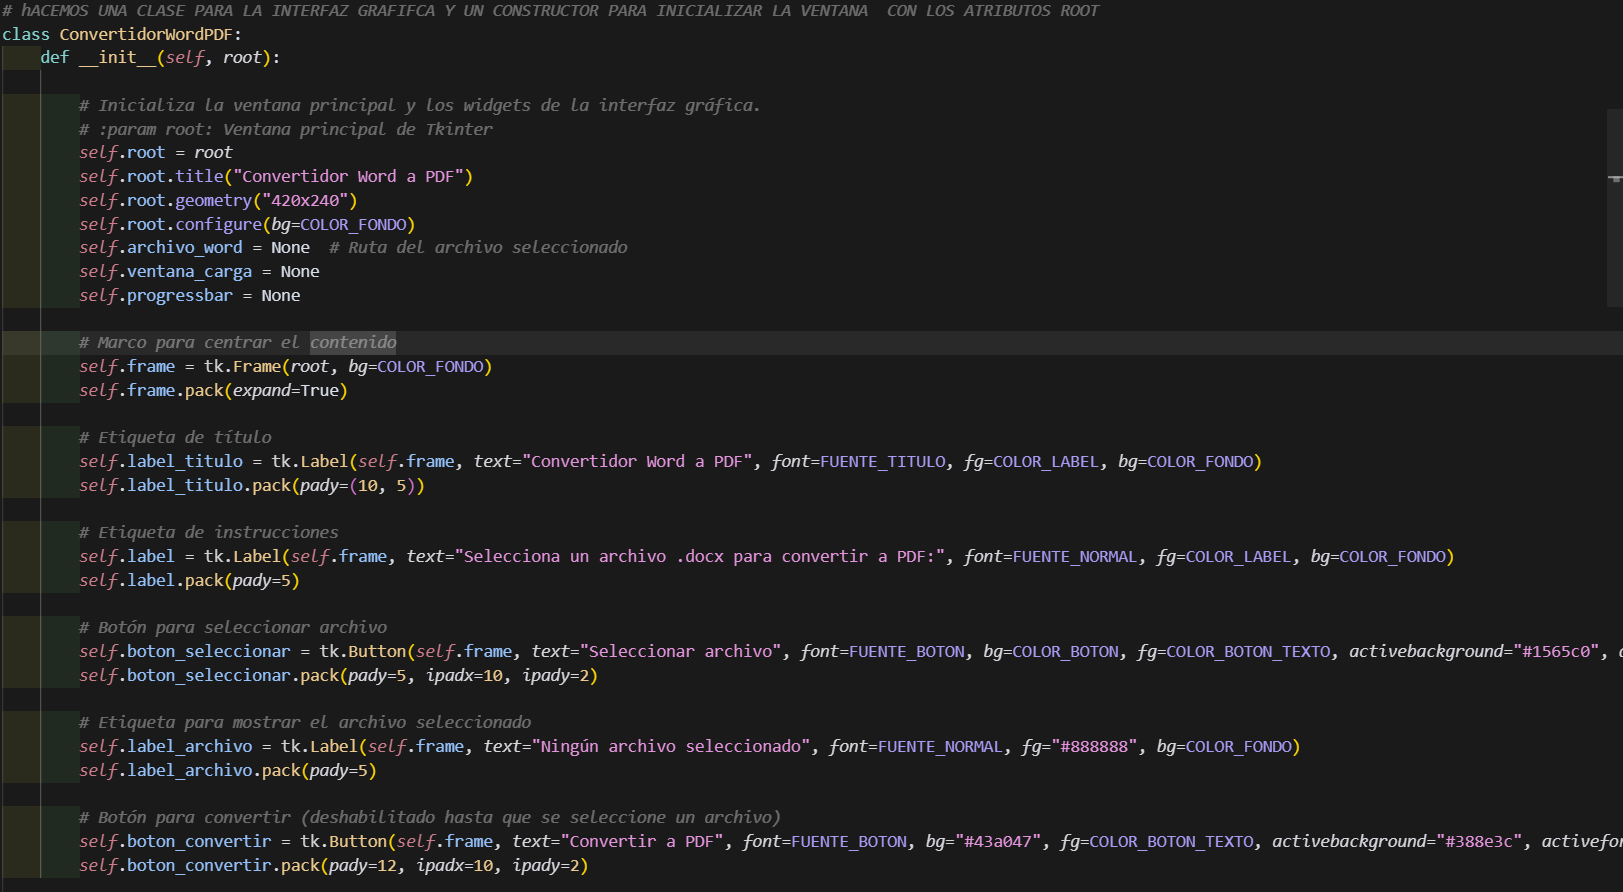 # hACEMOS UNA CLASE PARA LA INTERFAZ GRAFIFCA Y UN CONSTRUCTOR PARA INICIALIZAR LA VENTANA  CON LOS ATRIBUTOS ROOT
class ConvertidorWordPDF:
    def __init__(self, root):
        # Inicializa la ventana principal y los widgets de la interfaz gráfica.
        # :param root: Ventana principal de Tkinter
        self.root = root
        self.root.title("Convertidor Word a PDF")
        self.root.geometry("420x240")
        self.root.configure(bg=COLOR_FONDO)
        self.archivo_word = None  # Ruta del archivo seleccionado
        self.ventana_carga = None
        self.progressbar = None
        # Marco para centrar el contenido
        self.frame = tk.Frame(root, bg=COLOR_FONDO)
        self.frame.pack(expand=True)
        # Etiqueta de título
        self.label_titulo = tk.Label(self.frame, text="Convertidor Word a PDF", font=FUENTE_TITULO, fg=COLOR_LABEL, bg=COLOR_FONDO)
        self.label_titulo.pack(pady=(10, 5))
        # Etiqueta de instrucciones
        self.label = tk.Label(self.frame, text="Selecciona un archivo .docx para convertir a PDF:", font=FUENTE_NORMAL, fg=COLOR_LABEL, bg=COLOR_FONDO)
        self.label.pack(pady=5)
        # Botón para seleccionar archivo
        self.boton_seleccionar = tk.Button(self.frame, text="Seleccionar archivo", font=FUENTE_BOTON, bg=COLOR_BOTON, fg=COLOR_BOTON_TEXTO, activebackground="#1565c0",
        self.boton_seleccionar.pack(pady=5, ipadx=10, ipady=2)
        # Etiqueta para mostrar el archivo seleccionado
        self.label_archivo = tk.Label(self.frame, text="Ningún archivo seleccionado", font=FUENTE_NORMAL, fg="#888888", bg=COLOR_FONDO)
        self.label_archivo.pack(pady=5)
        # Botón para convertir (deshabilitado hasta que se seleccione un archivo)
        self.boton_convertir = tk.Button(self.frame, text="Convertir a PDF", font=FUENTE_BOTON, bg="#43a047", fg=COLOR_BOTON_TEXTO, activebackground="#388e3c", activefor
        self.boton_convertir.pack(pady=12, ipadx=10, ipady=2)